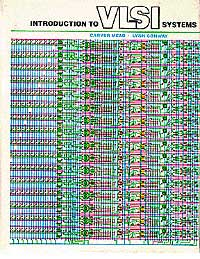 INTRODUCTION TO VLSI SYSTEMS
CARVER MEAD · LYNN CONWAY